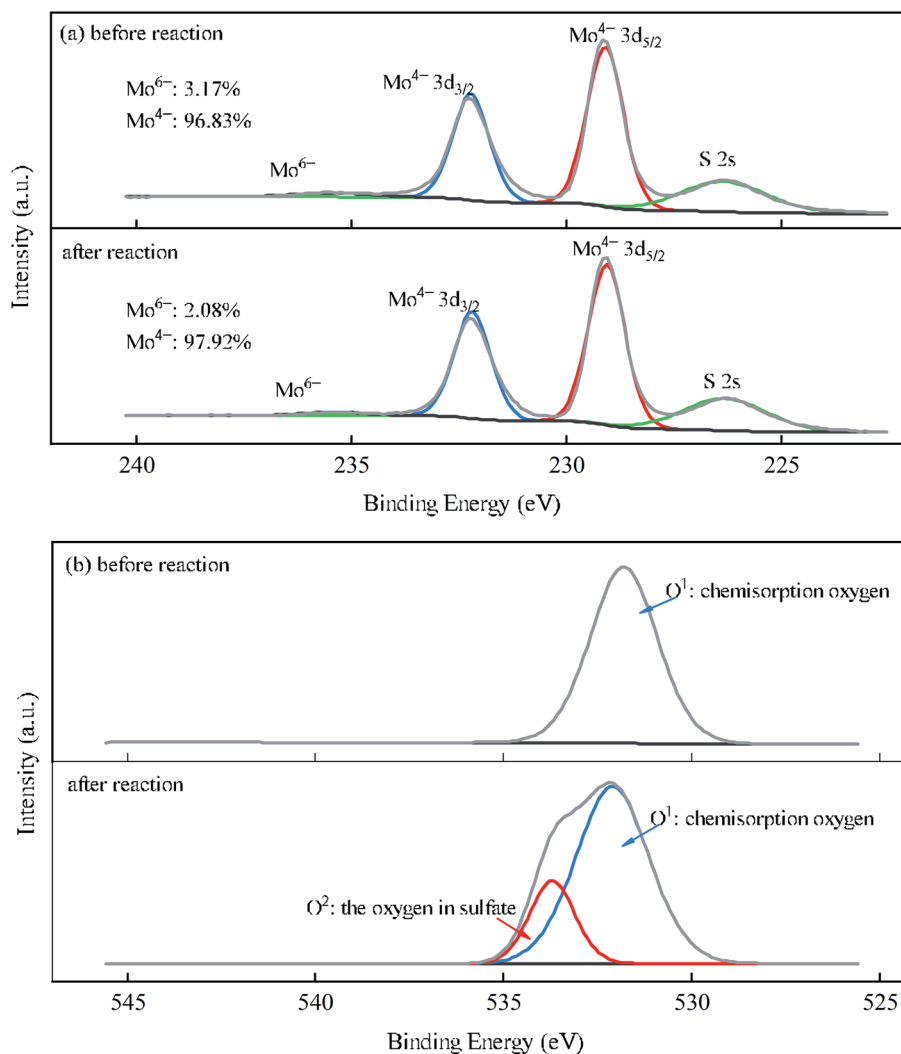 (a) before reaction
Mo⁶⁻: 3.17%
Mo⁴⁻: 96.83%
Mo⁶⁻
Mo⁴⁻ 3d₃/₂
Mo⁴⁻ 3d₅/₂
S 2s
after reaction
Mo⁶⁻: 2.08%
Mo⁴⁻: 97.92%
Mo⁶⁻
Mo⁴⁻ 3d₃/₂
Mo⁴⁻ 3d₅/₂
S 2s
Intensity (a.u.)
240 235 230 225
Binding Energy (eV)
(b) before reaction
O¹: chemisorption oxygen
after reaction
O¹: chemisorption oxygen
O²: the oxygen in sulfate
Intensity (a.u.)
545 540 535 530 525
Binding Energy (eV)